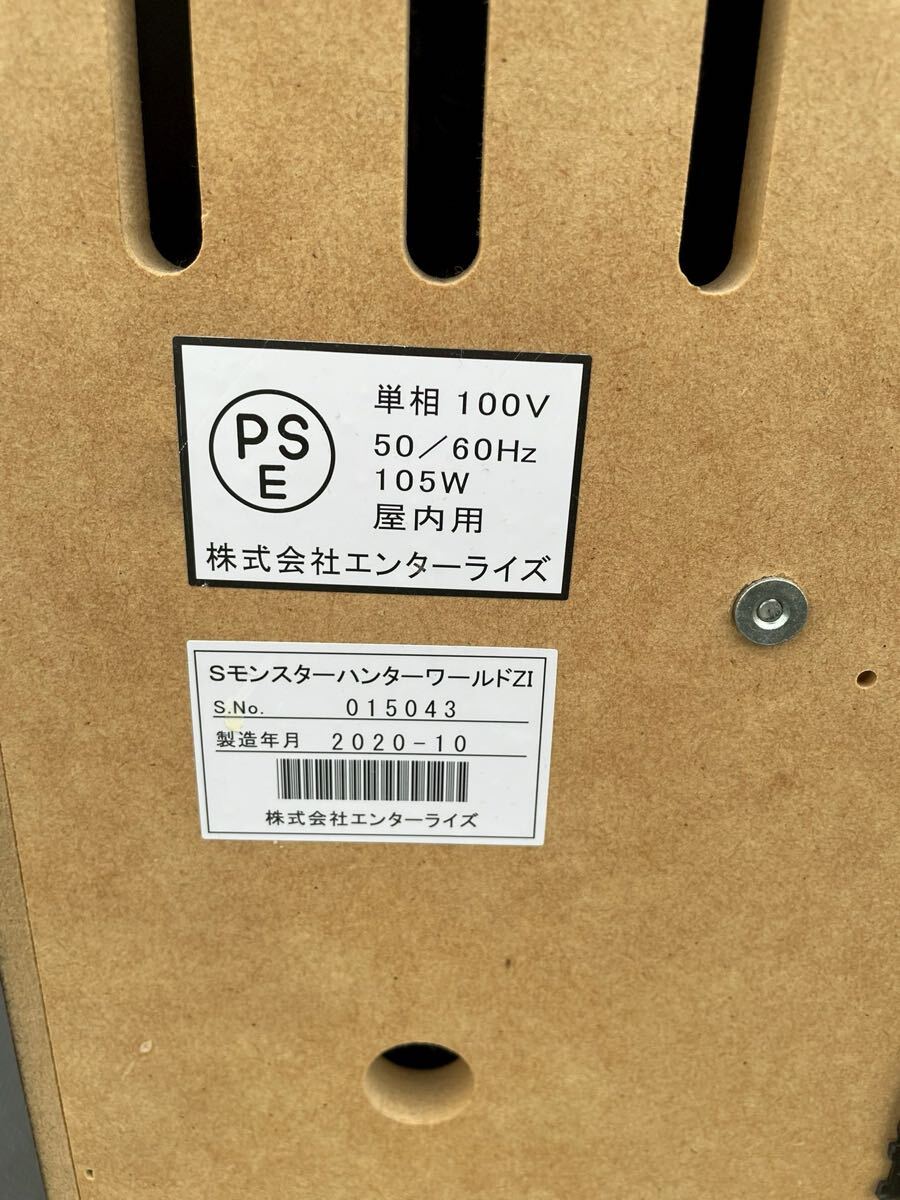 PS
E
単相 100V
50／60Hz
105W
屋内用
株式会社エンターライズ
SモンスターハンターワールドZI
S.No. 015043
製造年月 2020-10
株式会社エンターライズ